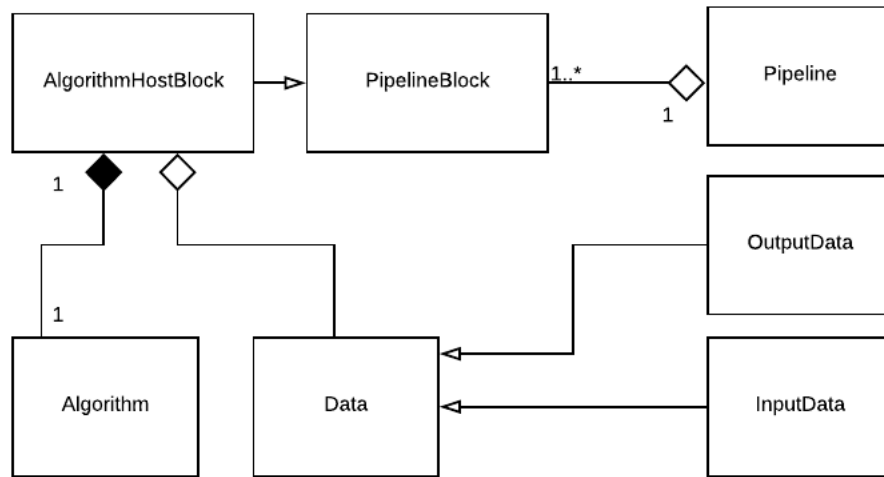 AlgorithmHostBlock
PipelineBlock
1..*
1
Pipeline
1
OutputData
1
Algorithm
Data
InputData